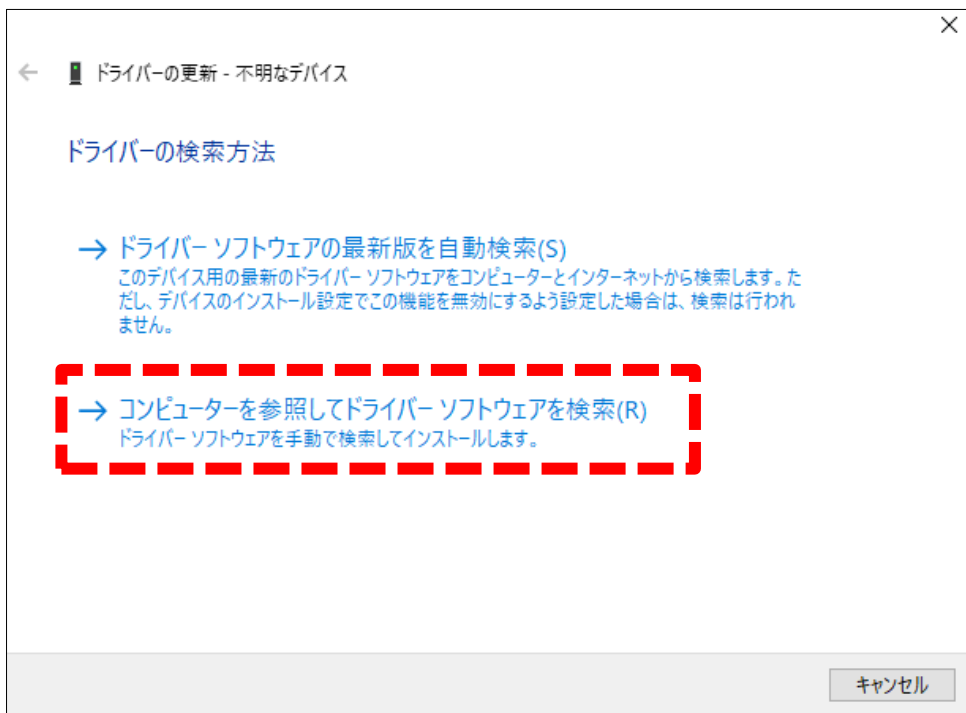 ドライバーの更新 - 不明なデバイス
ドライバーの検索方法
→ ドライバー ソフトウェアの最新版を自動検索(S)
このデバイス用の最新のドライバー ソフトウェアをコンピューターとインターネットから検索します。た
だし、デバイスのインストール設定でこの機能を無効にするよう設定した場合は、検索は行われ
ません。
→ コンピューターを参照してドライバー ソフトウェアを検索(R)
ドライバー ソフトウェアを手動で検索してインストールします。
キャンセル